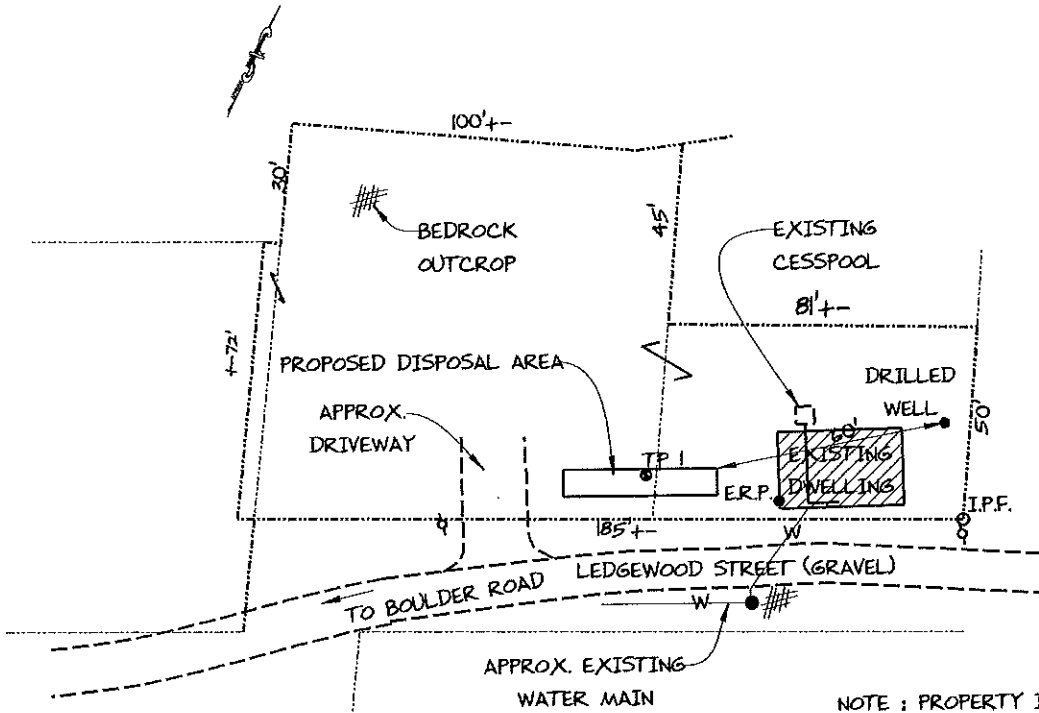 100'+-
30'
BEDROCK
OUTCROP
45'
EXISTING
CESSPOOL
81'+-
+-72'
PROPOSED DISPOSAL AREA
DRILLED
WELL
APPROX.
DRIVEWAY
50'
60'
TP 1
EXISTING
DWELLING
E.R.P.
I.P.F.
185'+-
W
LEDGEWOOD STREET (GRAVEL)
TO BOULDER ROAD
W
APPROX. EXISTING
WATER MAIN
NOTE : PROPERTY